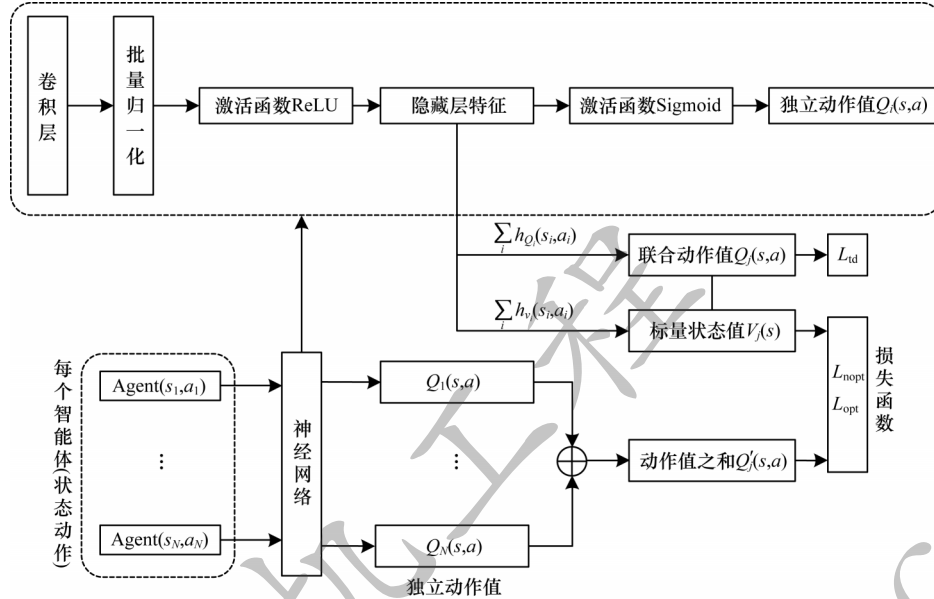 卷积层
批量归一化
激活函数ReLU
隐藏层特征
激活函数Sigmoid
独立动作值Qi(s,a)
∑i hQi(si,ai)
联合动作值Qj(s,a)
Ltd
∑i hvi(si,ai)
标量状态值Vj(s)
每个智能体(状态动作)
Agent(s1,a1)
⋮
Agent(sN,aN)
神经网络
Q1(s,a)
⋮
QN(s,a)
独立动作值
动作值之和Q′j(s,a)
Lnopt
Lopt
损失函数
工程